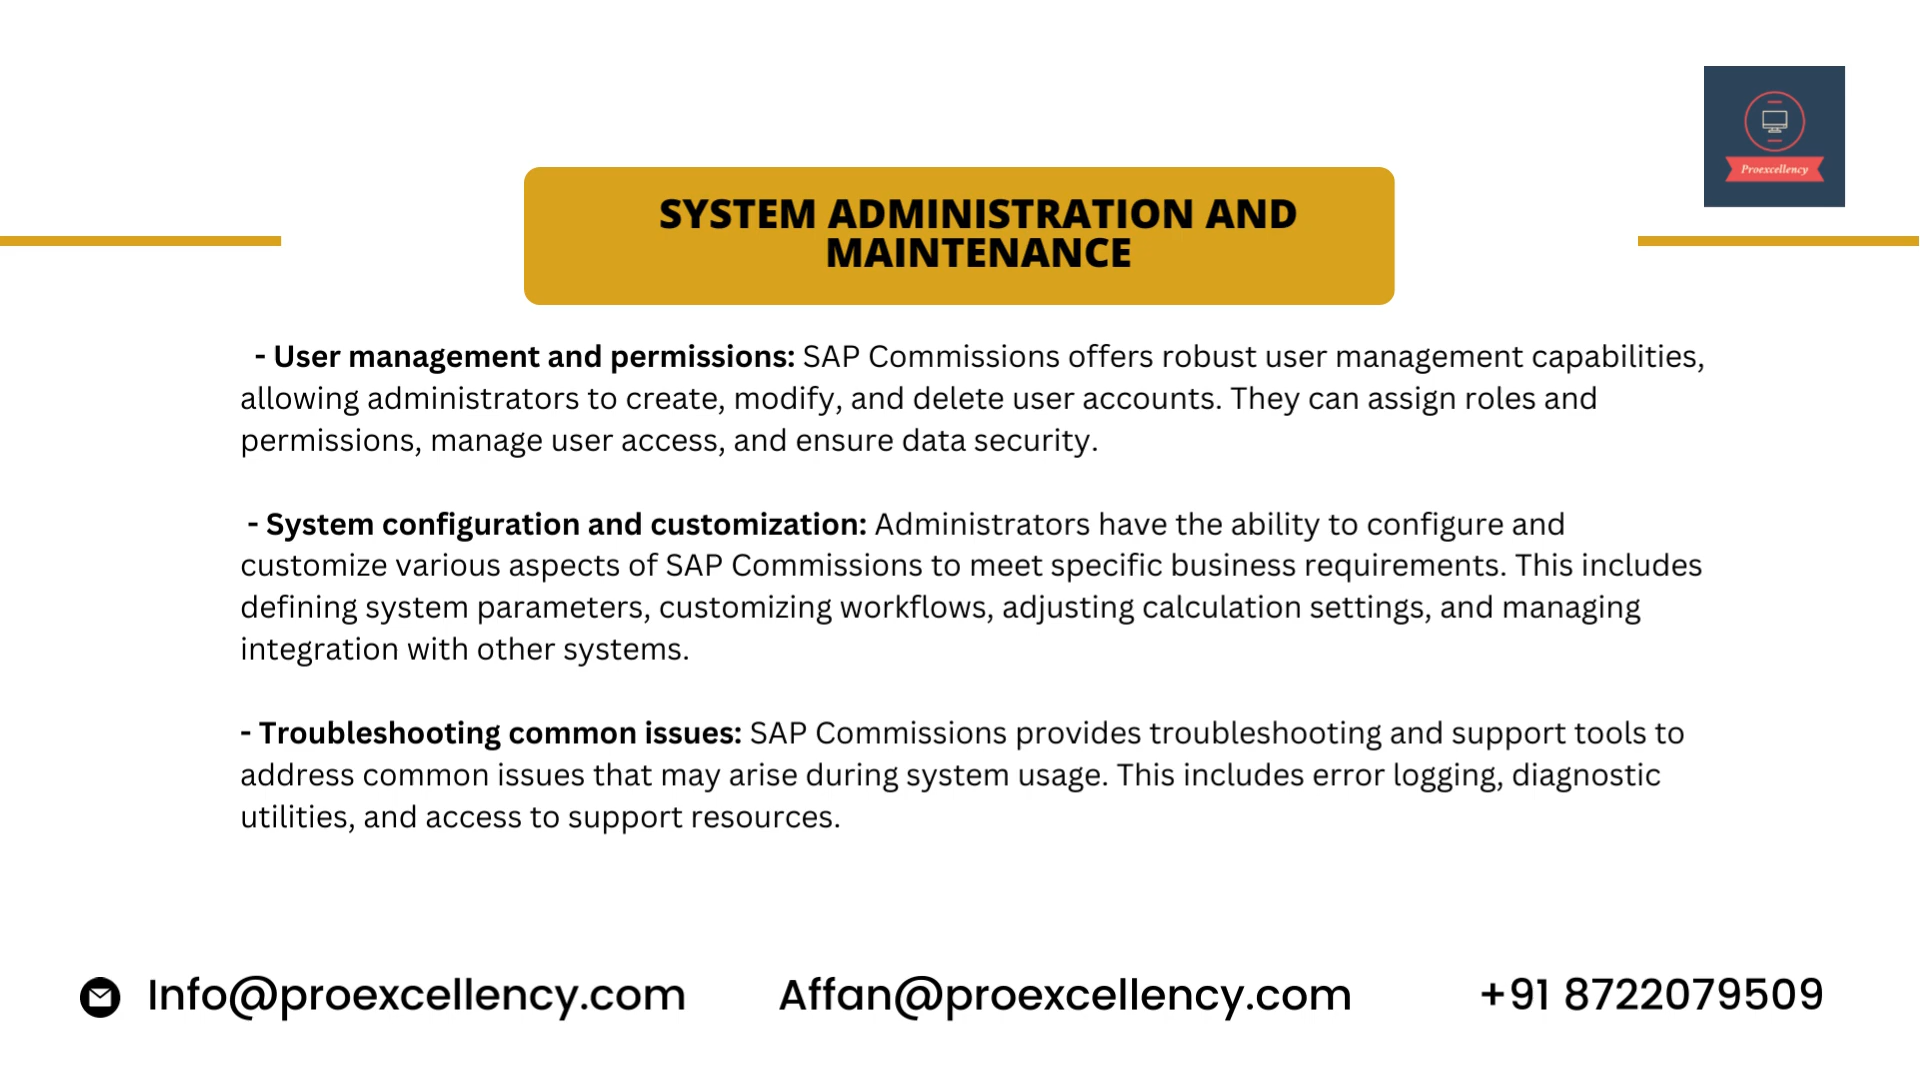 Proexcellency
SYSTEM ADMINISTRATION AND
MAINTENANCE
- User management and permissions: SAP Commissions offers robust user management capabilities,
allowing administrators to create, modify, and delete user accounts. They can assign roles and
permissions, manage user access, and ensure data security.
- System configuration and customization: Administrators have the ability to configure and
customize various aspects of SAP Commissions to meet specific business requirements. This includes
defining system parameters, customizing workflows, adjusting calculation settings, and managing
integration with other systems.
- Troubleshooting common issues: SAP Commissions provides troubleshooting and support tools to
address common issues that may arise during system usage. This includes error logging, diagnostic
utilities, and access to support resources.
Info@proexcellency.com Affan@proexcellency.com +91 8722079509